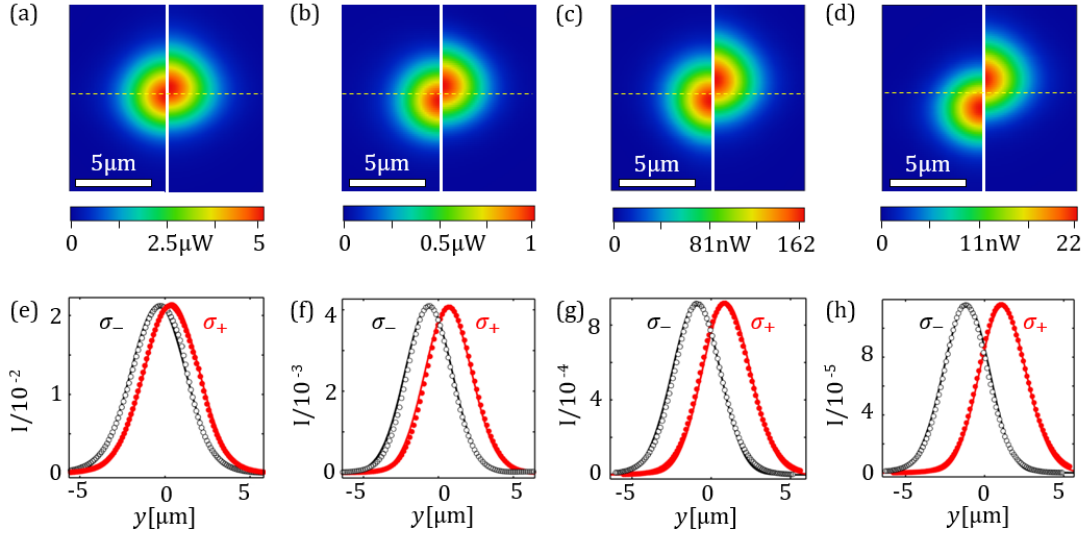 (a) (b) (c) (d)
5μm 5μm 5μm 5μm
0 2.5μW 5 0 0.5μW 1 0 81nW 162 0 11nW 22
(e) (f) (g) (h)
2 4 8 8
σ− σ+ σ− σ+ σ− σ+ σ− σ+
I/10⁻² I/10⁻³ I/10⁻⁴ I/10⁻⁵
1 2 4 4
0 0 0 0
-5 0 5 -5 0 5 -5 0 5 -5 0 5
y[μm] y[μm] y[μm] y[μm]